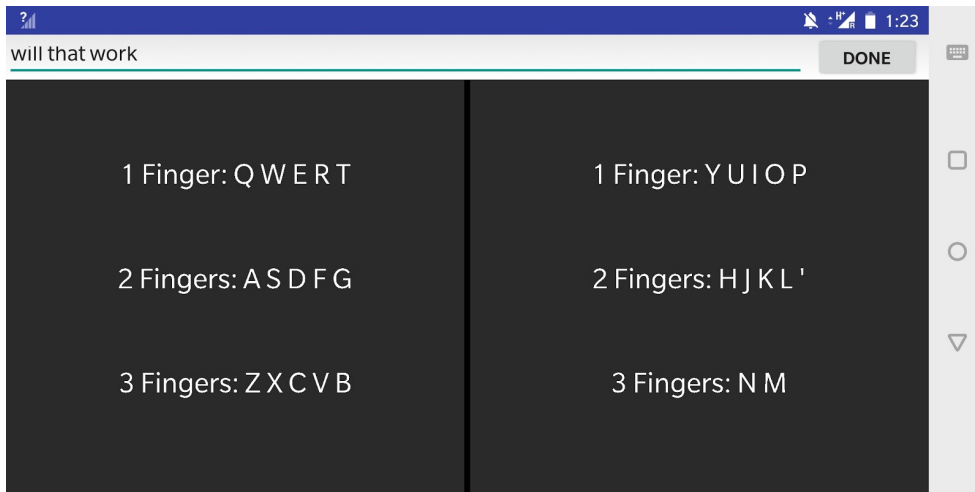 ?
H+ R 1:23
will that work
DONE
1 Finger: Q W E R T
1 Finger: Y U I O P
2 Fingers: A S D F G
2 Fingers: H J K L '
3 Fingers: Z X C V B
3 Fingers: N M